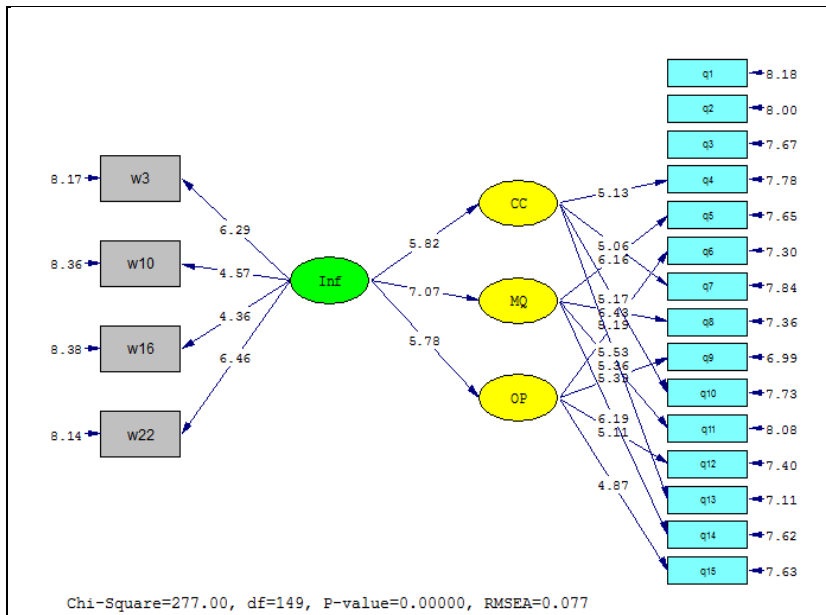 q1
8.18
q2
8.00
q3
7.67
8.17
w3
5.13
q4
7.78
6.29
CC
q5
7.65
5.82
5.06
6.16
q6
7.30
8.36
w10
4.57
Inf
7.07
MQ
5.17
6.43
5.19
q7
7.84
q8
7.36
4.36
5.78
5.53
5.36
5.39
q9
6.99
8.38
w16
6.46
OP
q10
7.73
6.19
5.11
q11
8.08
8.14
w22
q12
7.40
4.87
q13
7.11
q14
7.62
q15
7.63
Chi-Square=277.00, df=149, P-value=0.00000, RMSEA=0.077